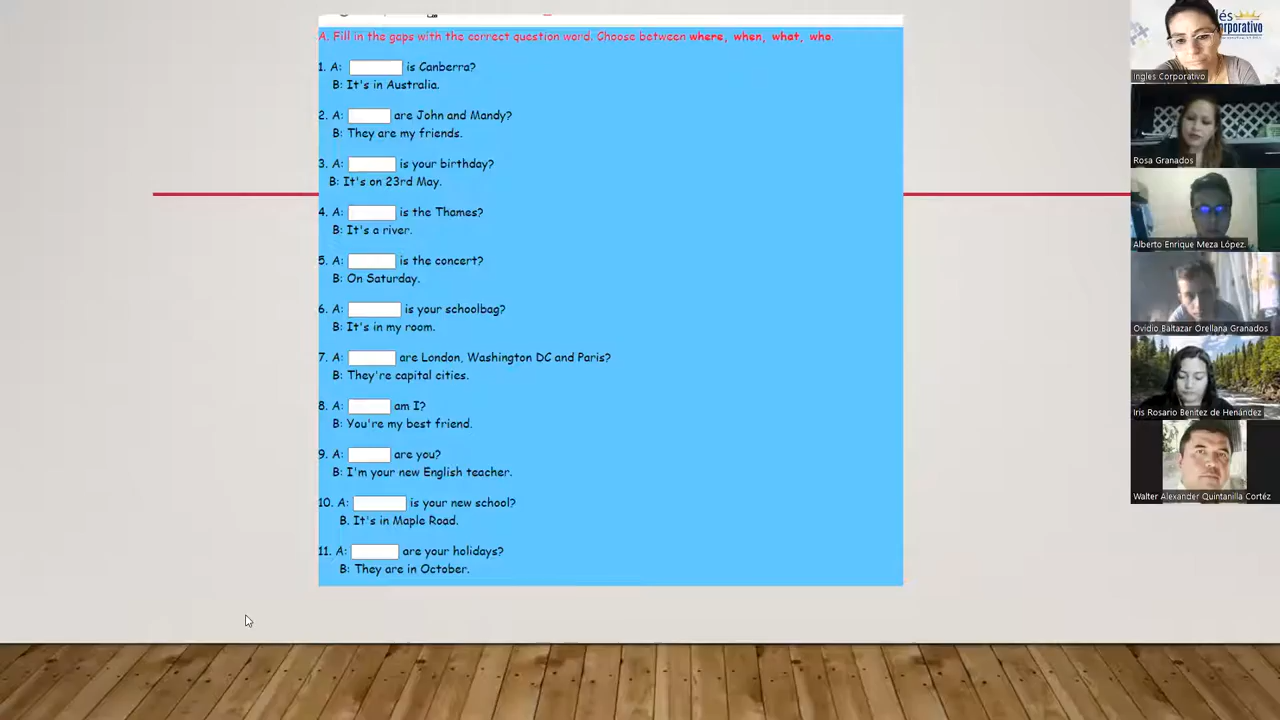 A. Fill in the gaps with the correct question word. Choose between where, when, what, who.
1. A: is Canberra?
B: It's in Australia.
2. A: are John and Mandy?
B: They are my friends.
3. A: is your birthday?
B: It's on 23rd May.
4. A: is the Thames?
B: It's a river.
5. A: is the concert?
B: On Saturday.
6. A: is your schoolbag?
B: It's in my room.
7. A: are London, Washington DC and Paris?
B: They're capital cities.
8. A: am I?
B: You're my best friend.
9. A: are you?
B: I'm your new English teacher.
10. A: is your new school?
B. It's in Maple Road.
11. A: are your holidays?
B: They are in October.
Ingles Corporativo
Rosa Granados
Alberto Enrique Meza López.
Ovidio Baltazar Orellana Granados
Iris Rosario Benitez de Henández
Walter Alexander Quintanilla Cortéz